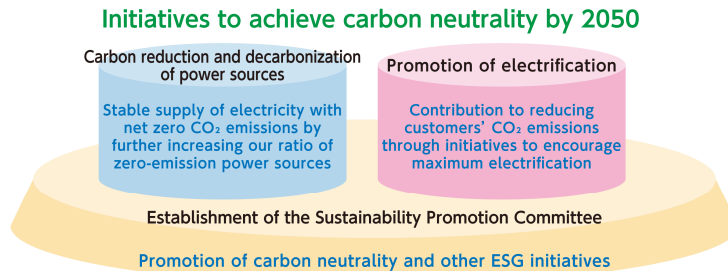 Initiatives to achieve carbon neutrality by 2050
Carbon reduction and decarbonization
of power sources
Stable supply of electricity with
net zero CO₂ emissions by
further increasing our ratio of
zero-emission power sources
Promotion of electrification
Contribution to reducing
customers’ CO₂ emissions
through initiatives to encourage
maximum electrification
Establishment of the Sustainability Promotion Committee
Promotion of carbon neutrality and other ESG initiatives